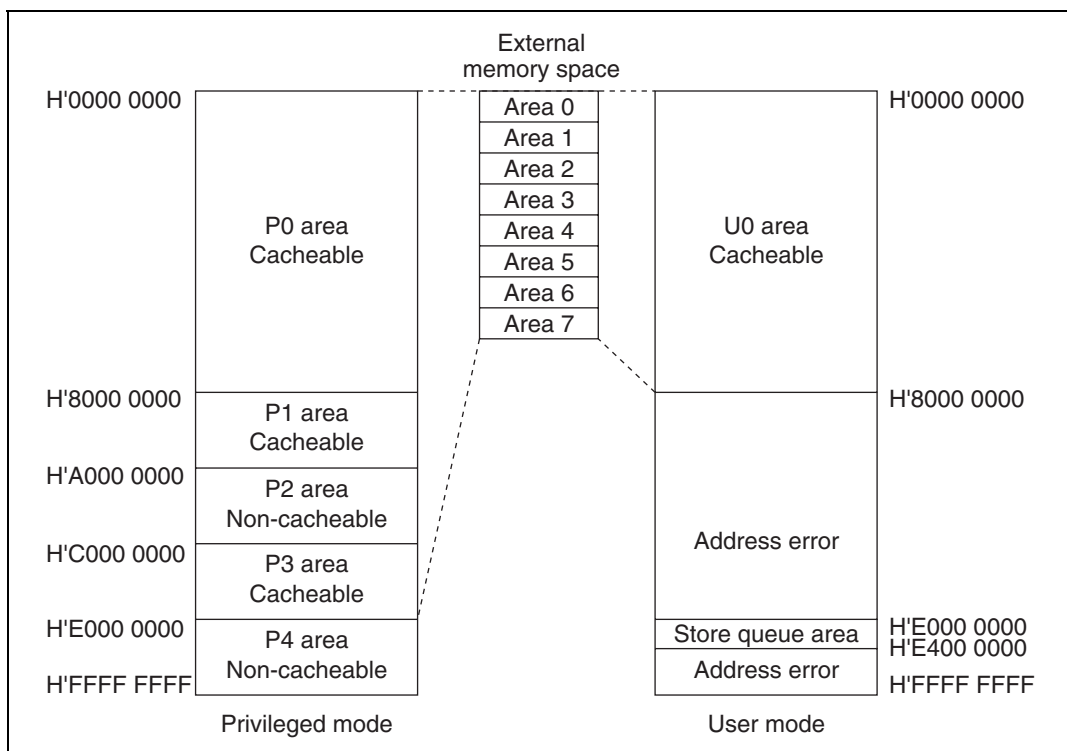 External
memory space
H'0000 0000
P0 area
Cacheable
H'8000 0000
P1 area
Cacheable
H'A000 0000
P2 area
Non-cacheable
H'C000 0000
P3 area
Cacheable
H'E000 0000
P4 area
Non-cacheable
H'FFFF FFFF
Privileged mode
Area 0
Area 1
Area 2
Area 3
Area 4
Area 5
Area 6
Area 7
H'0000 0000
U0 area
Cacheable
H'8000 0000
Address error
Store queue area
H'E000 0000
H'E400 0000
Address error
H'FFFF FFFF
User mode